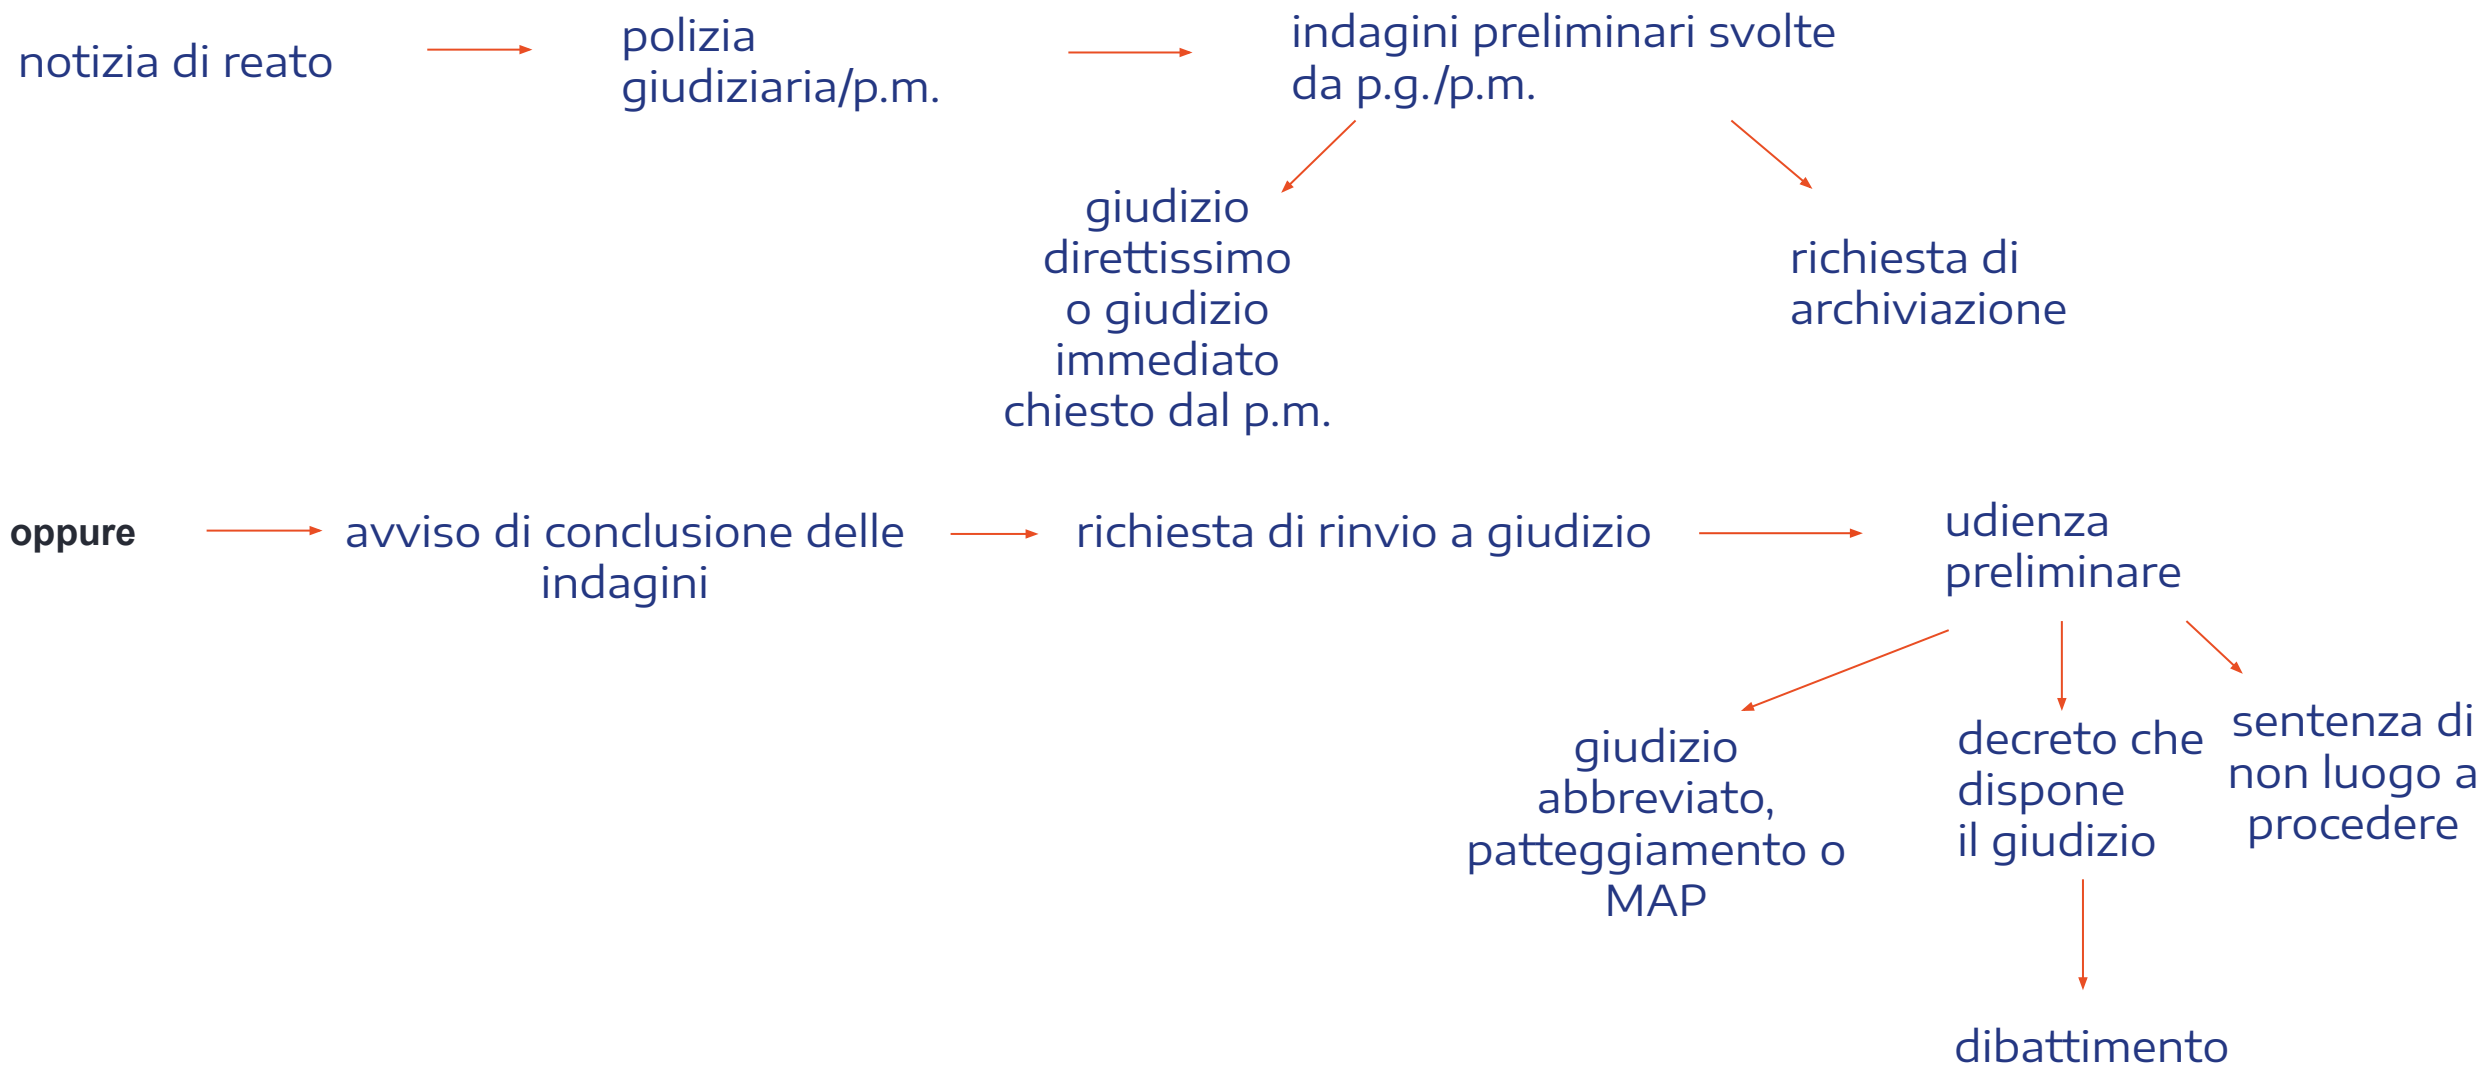 notizia di reato
polizia
giudiziaria/p.m.
indagini preliminari svolte
da p.g./p.m.
giudizio
direttissimo
o giudizio
immediato
chiesto dal p.m.
richiesta di
archiviazione
oppure
avviso di conclusione delle
indagini
richiesta di rinvio a giudizio
udienza
preliminare
giudizio
abbreviato,
patteggiamento o
MAP
decreto che
dispone
il giudizio
sentenza di
non luogo a
procedere
dibattimento